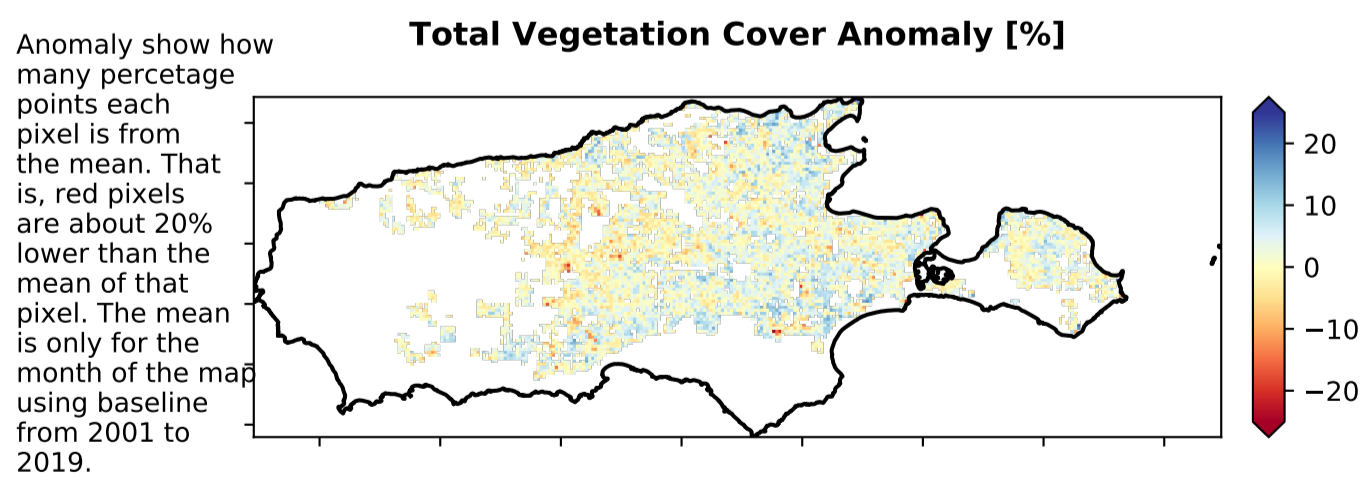 Total Vegetation Cover Anomaly [%]
Anomaly show how
many percetage
points each
pixel is from
the mean. That
is, red pixels
are about 20%
lower than the
mean of that
pixel. The mean
is only for the
month of the map
using baseline
from 2001 to
2019.
20
10
0
−10
−20